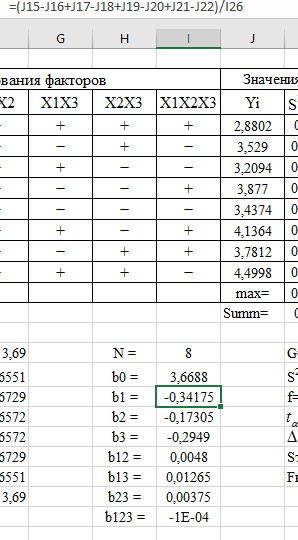 =(J15-J16+J17-J18+J19-J20+J21-J22)/I26
G H I J
ования факторов Значения
X2 X1X3 X2X3 X1X2X3 Yi S
+ + + 2,8802 0
− + − 3,529 0
+ − − 3,2094 0
− − + 3,877 0
− − − 3,4374 0
+ − + 4,1364 0
− + + 3,7812 0
+ + − 4,4998 0
max= 0
Summ= 0
3,69 N = 8 G
6551 b0 = 3,6688 S²
6729 b1 = -0,34175 f=
6572 b2 = -0,17305 t
6572 b3 = -0,2949 Δ
6729 b12 = 0,0048
6551 b13 = 0,01265
3,69 b23 = 0,00375
b123 = -1E-04